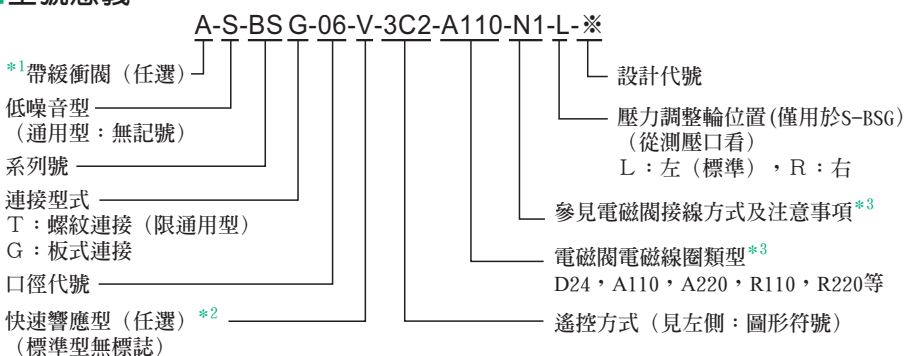 型號意義
A-S-BS G-06-V-3C2-A110-N1-L-※
*1帶緩衝閥（任選）
低噪音型
（通用型：無記號）
系列號
連接型式
T：螺紋連接（限通用型）
G：板式連接
口徑代號
快速響應型（任選）*2
（標準型無標誌）
設計代號
壓力調整輪位置(僅用於S-BSG)
（從測壓口看）
L：左（標準），R：右
參見電磁閥接線方式及注意事項*3
電磁閥電磁線圈類型*3
D24，A110，A220，R110，R220等
遙控方式（見左側：圖形符號）